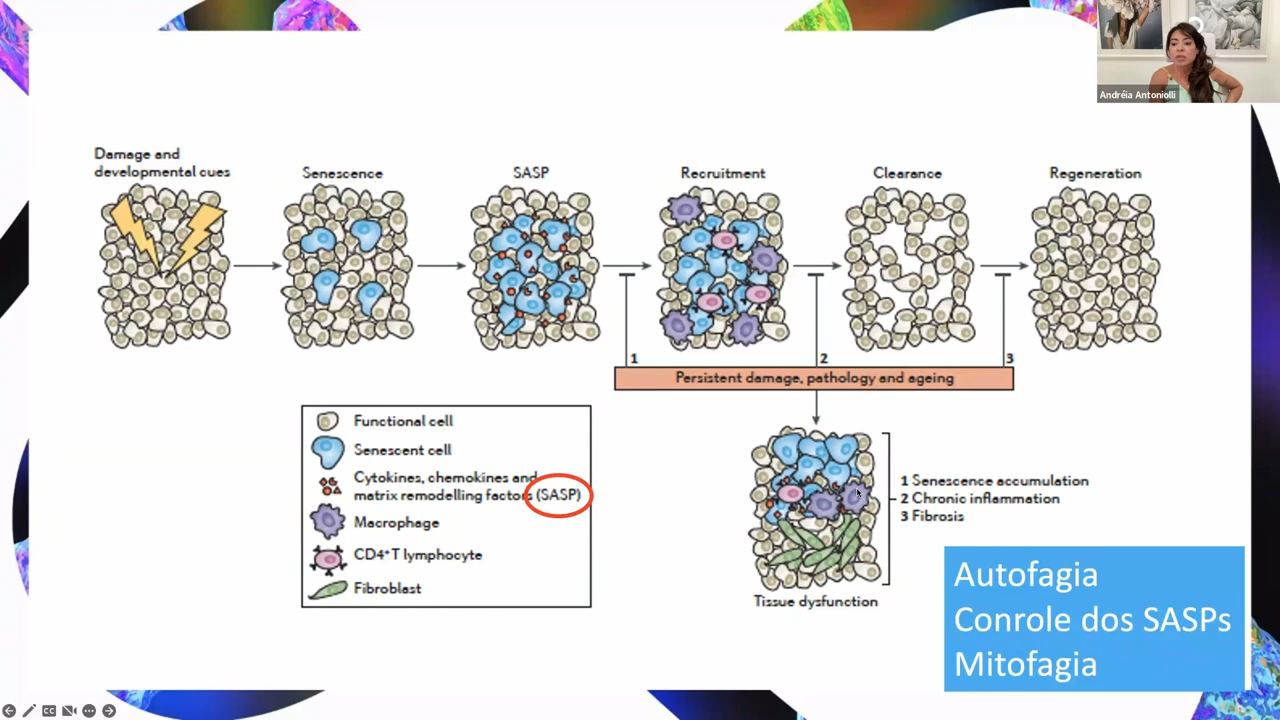 Andréia Antoniolli
Damage and
developmental cues
Senescence
SASP
Recruitment
Clearance
Regeneration
1
2
3
Persistent damage, pathology and ageing
Functional cell
Senescent cell
Cytokines, chemokines and
matrix remodelling factors (SASP)
Macrophage
CD4+ T lymphocyte
Fibroblast
1 Senescence accumulation
2 Chronic inflammation
3 Fibrosis
Tissue dysfunction
Autofagia
Conrole dos SASPs
Mitofagia
CC